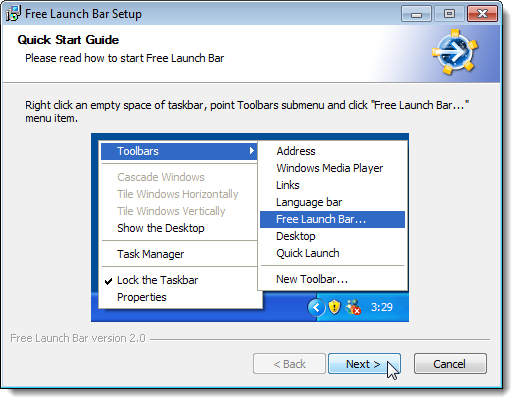 Free Launch Bar Setup
Quick Start Guide
Please read how to start Free Launch Bar
Right click an empty space of taskbar, point Toolbars submenu and click "Free Launch Bar..."
menu item.
Toolbars
Cascade Windows
Tile Windows Horizontally
Tile Windows Vertically
Show the Desktop
Task Manager
Lock the Taskbar
Properties
Address
Windows Media Player
Links
Language bar
Free Launch Bar...
Desktop
Quick Launch
New Toolbar...
3:29
Free Launch Bar version 2.0
< Back
Next >
Cancel